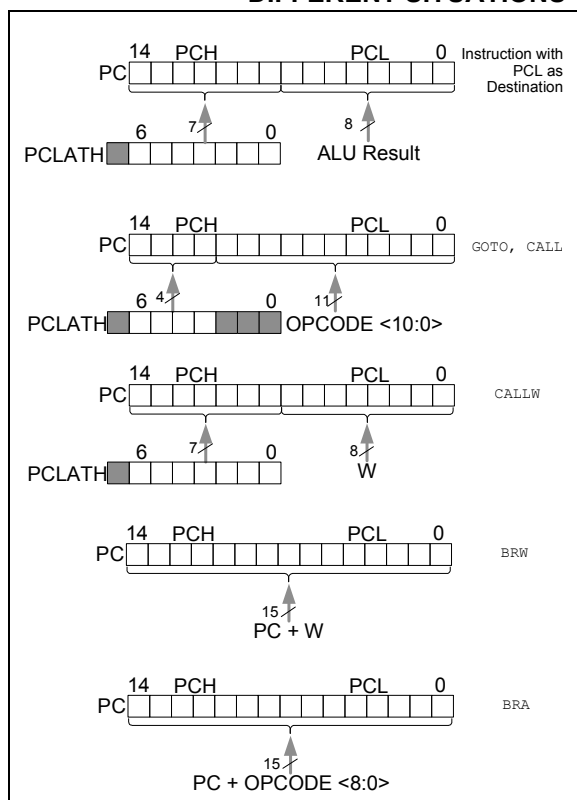 DIFFERENT SITUATIONS
14 PCH PCL 0
PC
Instruction with
PCL as
Destination
7 8
6 0
PCLATH
ALU Result
14 PCH PCL 0
PC
GOTO, CALL
4 11
6 0
PCLATH
OPCODE <10:0>
14 PCH PCL 0
PC
CALLW
7 8
6 0
PCLATH
W
14 PCH PCL 0
PC
BRW
15
PC + W
14 PCH PCL 0
PC
BRA
15
PC + OPCODE <8:0>